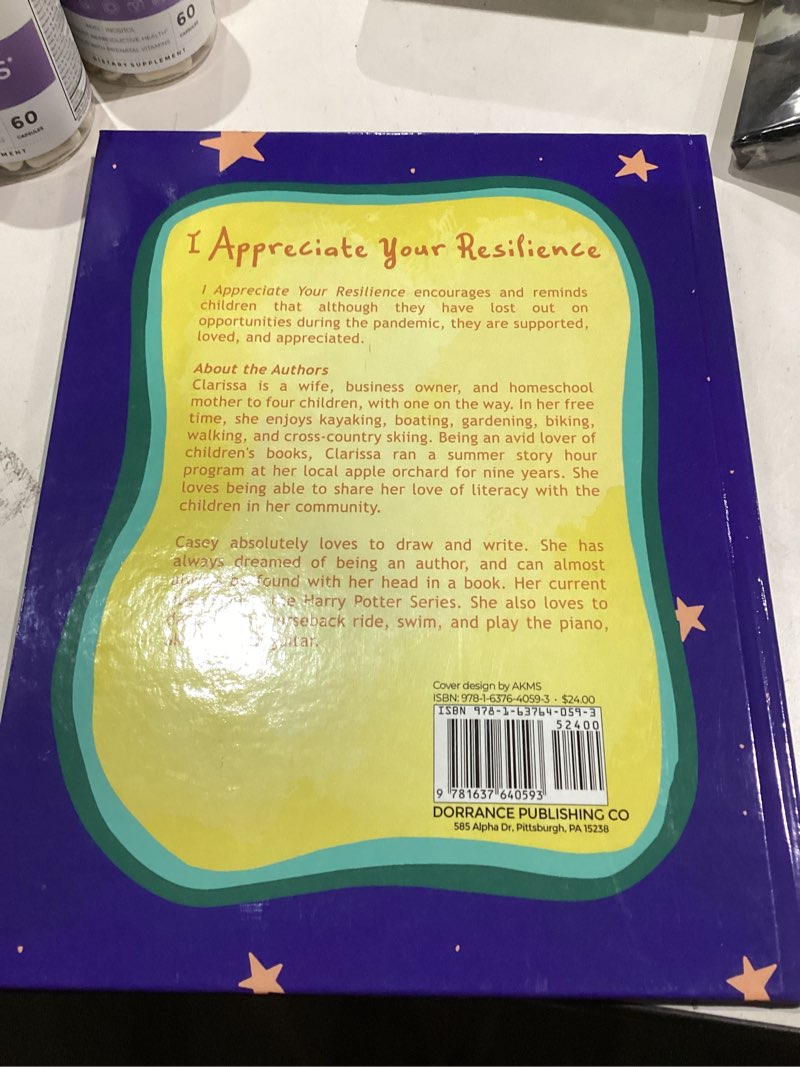 60
CAPSULES
DIETARY SUPPLEMENT
60
CAPSULES
I Appreciate Your Resilience
I Appreciate Your Resilience encourages and reminds
children that although they have lost out on
opportunities during the pandemic, they are supported,
loved, and appreciated.
About the Authors
Clarissa is a wife, business owner, and homeschool
mother to four children, with one on the way. In her free
time, she enjoys kayaking, boating, gardening, biking,
walking, and cross-country skiing. Being an avid lover of
children's books, Clarissa ran a summer story hour
program at her local apple orchard for nine years. She
loves being able to share her love of literacy with the
children in her community.
Casey absolutely loves to draw and write. She has
always dreamed of being an author, and can almost
be found with her head in a book. Her current
the Harry Potter Series. She also loves to
horseback ride, swim, and play the piano,
guitar.
Cover design by AKMS
ISBN: 978-1-6376-4059-3 · $24.00
ISBN 978-1-63764-059-3
52400
9 781637 640593
DORRANCE PUBLISHING CO
585 Alpha Dr, Pittsburgh, PA 15238